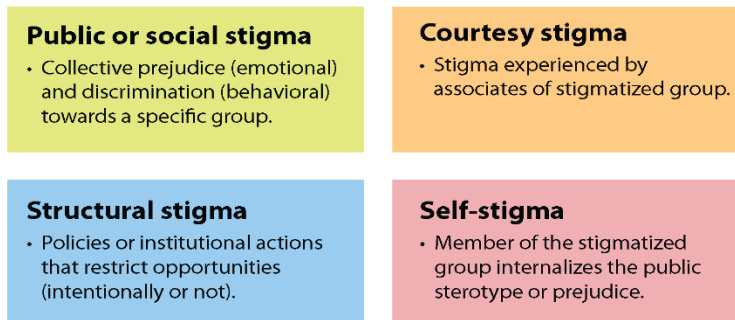 Public or social stigma
• Collective prejudice (emotional)
and discrimination (behavioral)
towards a specific group.
Courtesy stigma
• Stigma experienced by
associates of stigmatized group.
Structural stigma
• Policies or institutional actions
that restrict opportunities
(intentionally or not).
Self-stigma
• Member of the stigmatized
group internalizes the public
sterotype or prejudice.